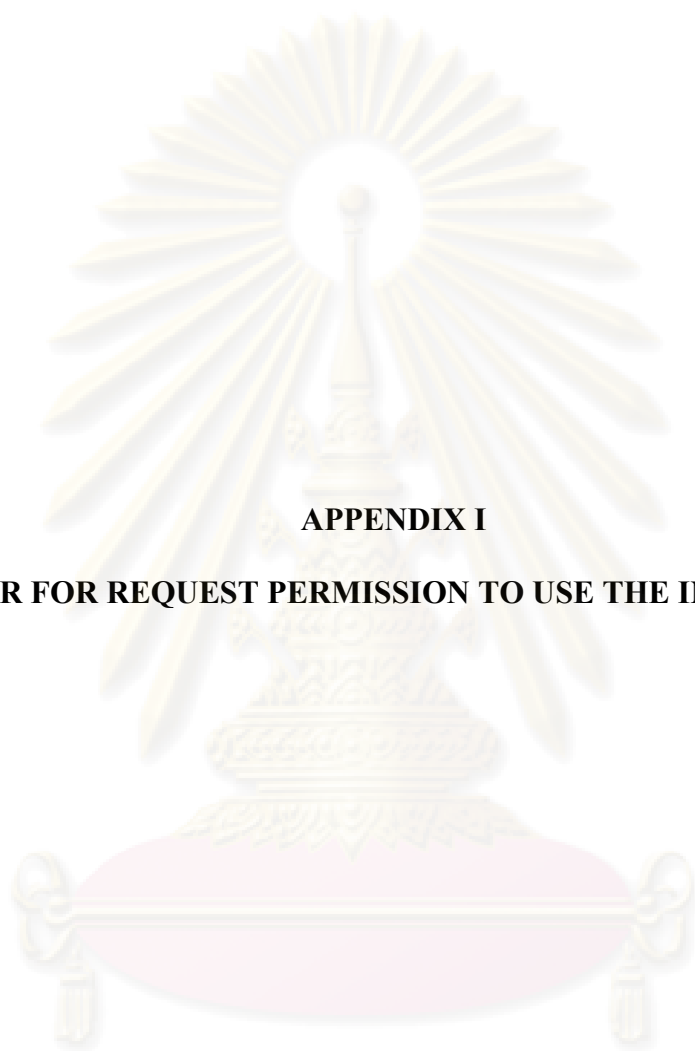 APPENDIX I
R FOR REQUEST PERMISSION TO USE THE